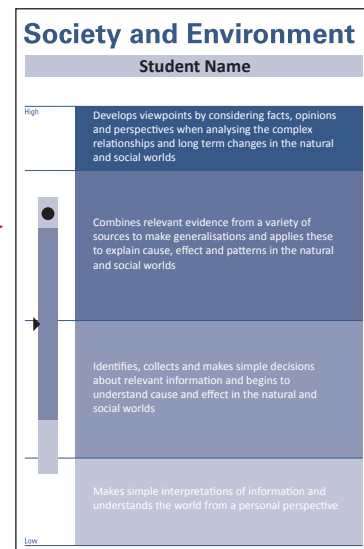 Society and Environment
Student Name
High
Develops viewpoints by considering facts, opinions
and perspectives when analysing the complex
relationships and long term changes in the natural
and social worlds
Combines relevant evidence from a variety of
sources to make generalisations and applies these
to explain cause, effect and patterns in the natural
and social worlds
Identifies, collects and makes simple decisions
about relevant information and begins to
understand cause and effect in the natural and
social worlds
Makes simple interpretations of information and
understands the world from a personal perspective
Low